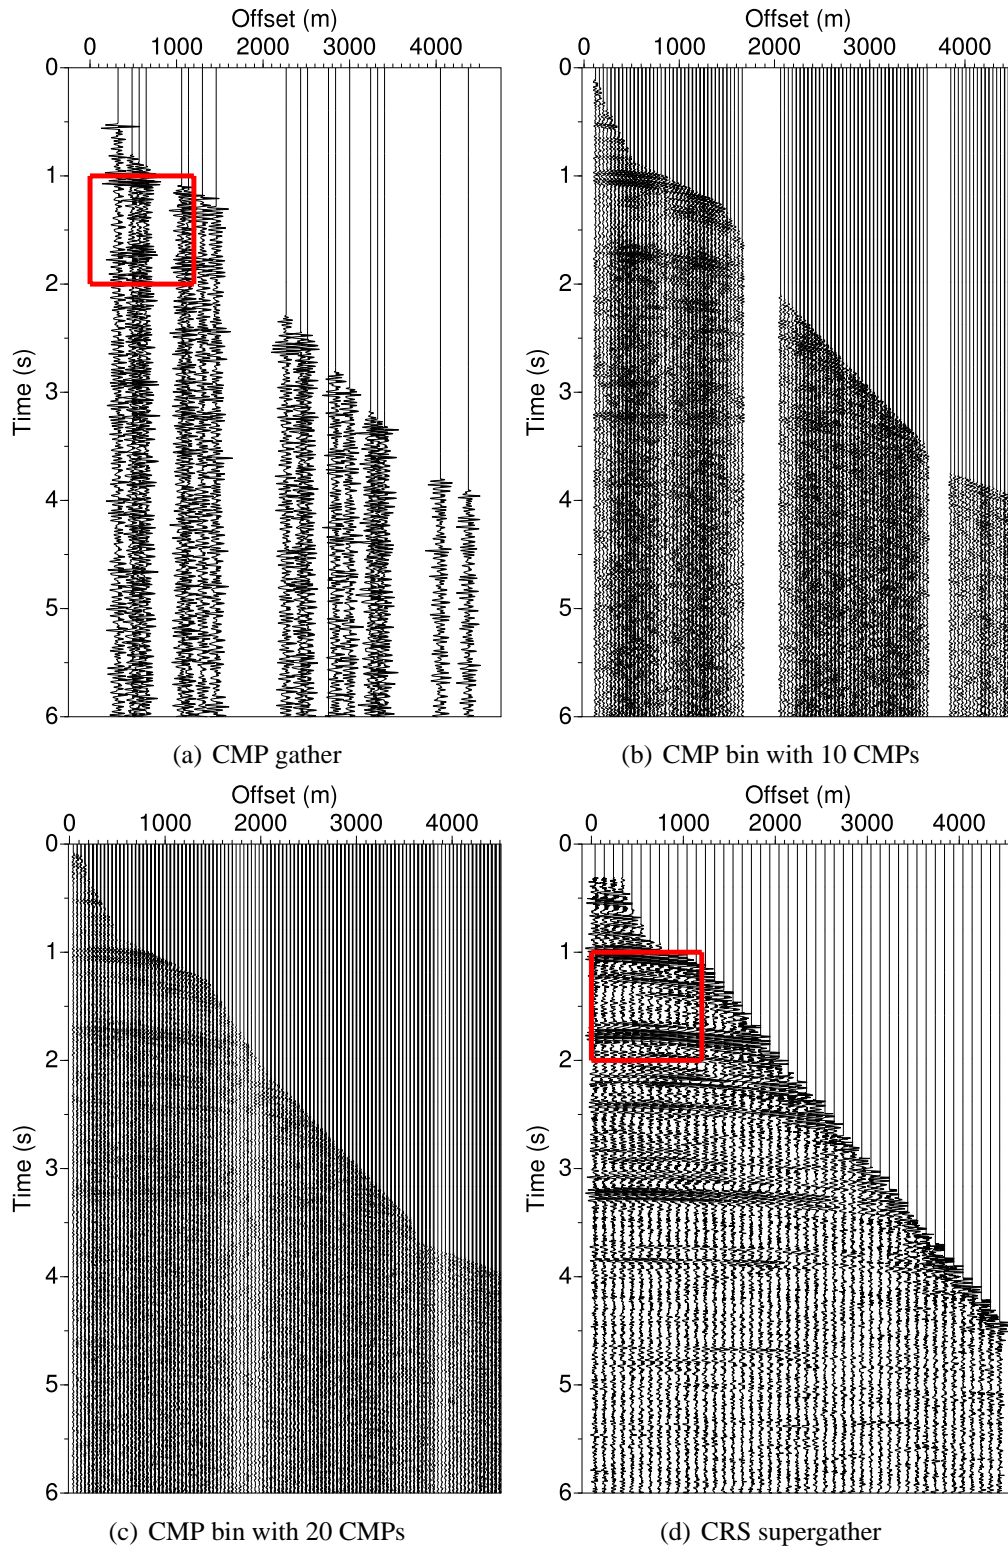 Offset (m)
0 1000 2000 3000 4000
0
1
2
3
4
5
6
Time (s)
(a) CMP gather
Offset (m)
0 1000 2000 3000 4000
0
1
2
3
4
5
6
Time (s)
(b) CMP bin with 10 CMPs
Offset (m)
0 1000 2000 3000 4000
0
1
2
3
4
5
6
Time (s)
(c) CMP bin with 20 CMPs
Offset (m)
0 1000 2000 3000 4000
0
1
2
3
4
5
6
Time (s)
(d) CRS supergather